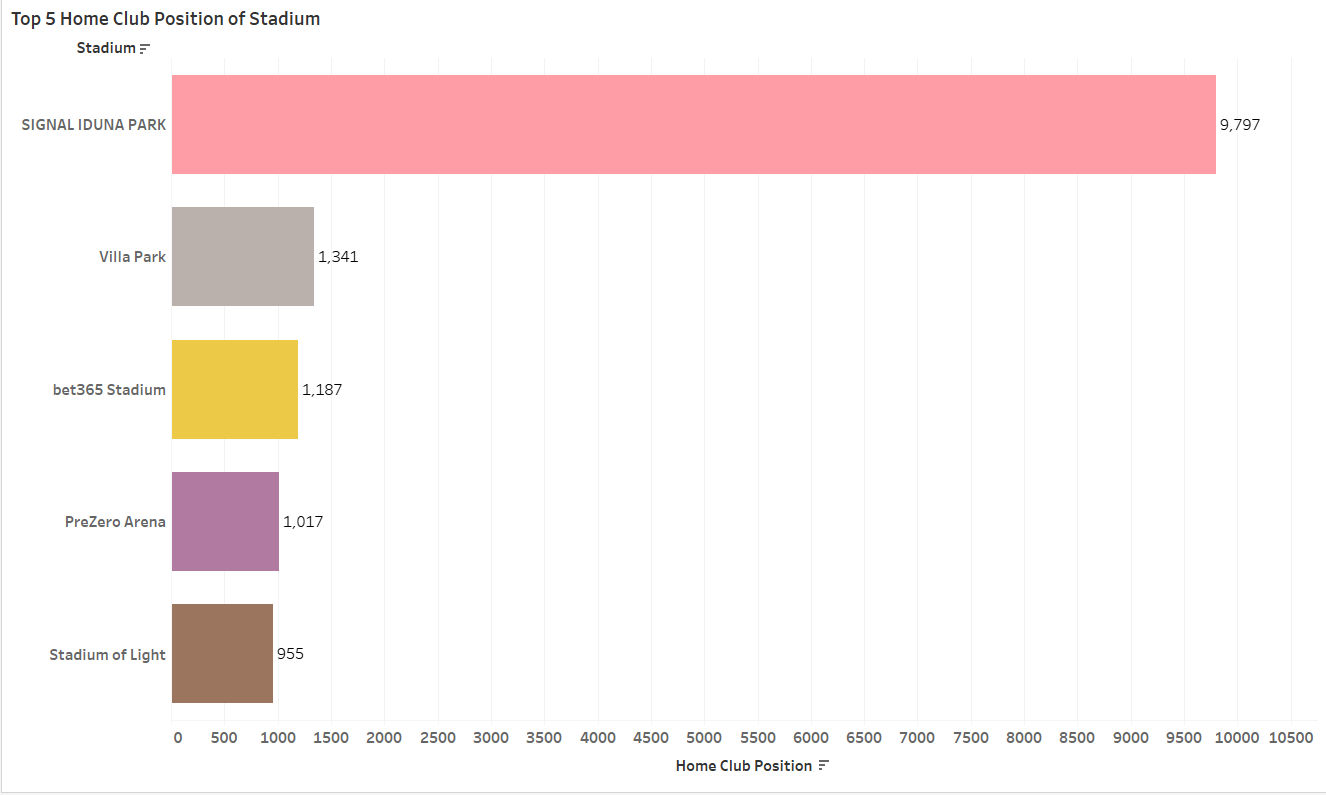 Top 5 Home Club Position of Stadium
Stadium
SIGNAL IDUNA PARK
9,797
Villa Park
1,341
bet365 Stadium
1,187
PreZero Arena
1,017
Stadium of Light
955
0 500 1000 1500 2000 2500 3000 3500 4000 4500 5000 5500 6000 6500 7000 7500 8000 8500 9000 9500 10000 10500
Home Club Position